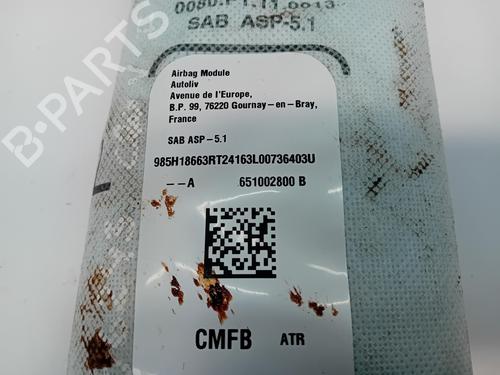 SAB ASP-5.1
Airbag Module
Autoliv
Avenue de l'Europe,
B.P. 99, 76220 Gournay-en-Bray,
France
SAB ASP-5.1
985H18663RT24163L00736403U
--A 651002800 B
CMFB ATR
B-PARTS